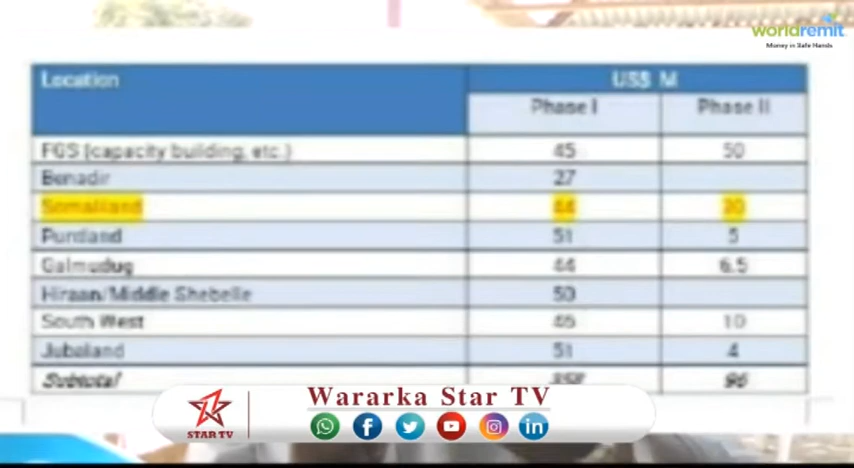 worldremit
Money in Safe Hands
Location US$ M
Phase I Phase II
FGS (capacity building, etc.) 45 50
Benadir 27
Somaliland 44 20
Puntland 51 5
Galmudug 44 6.5
Hiraan/Middle Shebelle 50
South West 46 10
Jubaland 51 4
Subtotal 358 96
Wararka Star TV
STAR TV